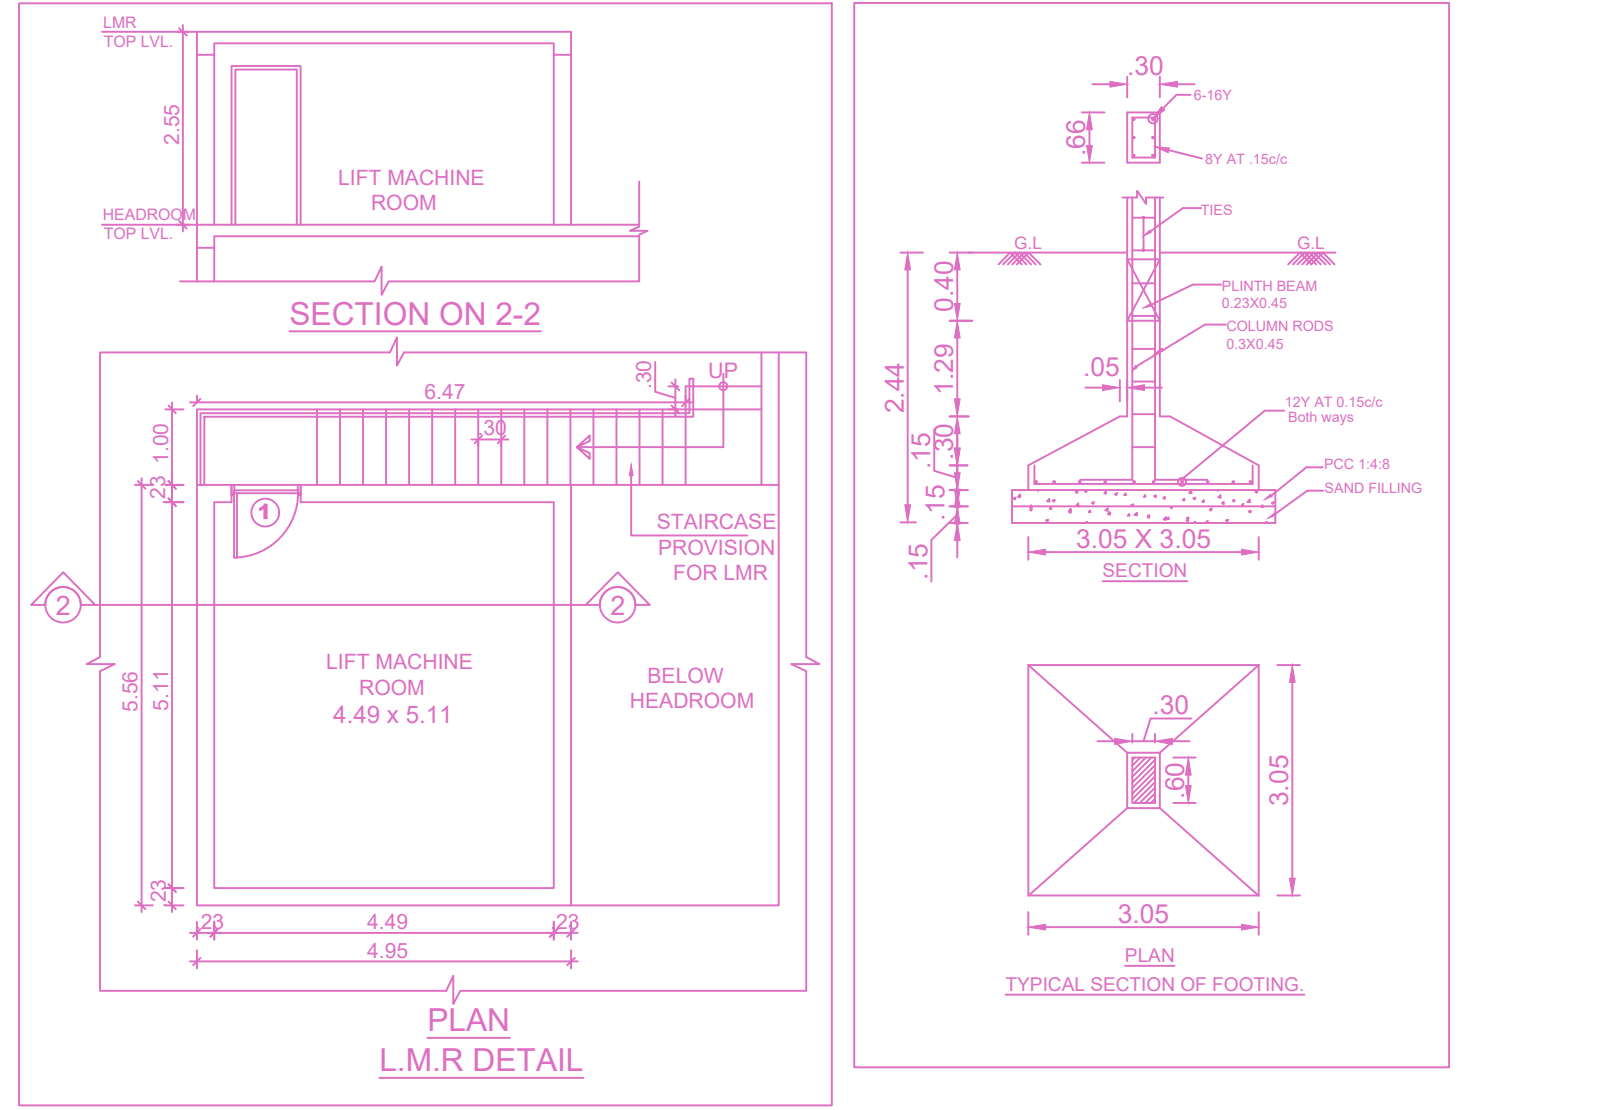 LMR
TOP LVL.
2.55
LIFT MACHINE
ROOM
HEADROOM
TOP LVL.
SECTION ON 2-2
6.47
.30
UP
1.00
.30
23
1
STAIRCASE
PROVISION
FOR LMR
2
2
5.56
5.11
LIFT MACHINE
ROOM
4.49 x 5.11
BELOW
HEADROOM
23
23
4.49
23
4.95
PLAN
L.M.R DETAIL
.30
6-16Y
.66
8Y AT .15c/c
TIES
G.L
G.L
0.40
PLINTH BEAM
0.23X0.45
COLUMN RODS
0.3X0.45
1.29
.05
2.44
12Y AT 0.15c/c
Both ways
.15
.30
PCC 1:4:8
SAND FILLING
.15
.15
3.05 X 3.05
SECTION
.30
.60
3.05
3.05
PLAN
TYPICAL SECTION OF FOOTING.